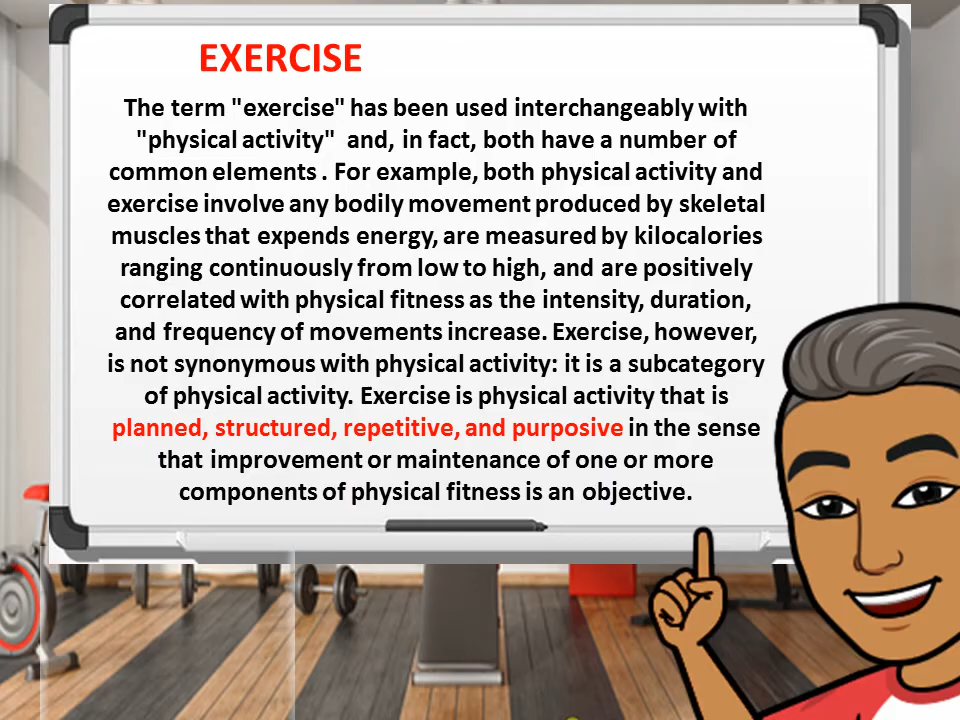 EXERCISE
The term "exercise" has been used interchangeably with
"physical activity"  and, in fact, both have a number of
common elements . For example, both physical activity and
exercise involve any bodily movement produced by skeletal
muscles that expends energy, are measured by kilocalories
ranging continuously from low to high, and are positively
correlated with physical fitness as the intensity, duration,
and frequency of movements increase. Exercise, however,
is not synonymous with physical activity: it is a subcategory
of physical activity. Exercise is physical activity that is
planned, structured, repetitive, and purposive in the sense
that improvement or maintenance of one or more
components of physical fitness is an objective.